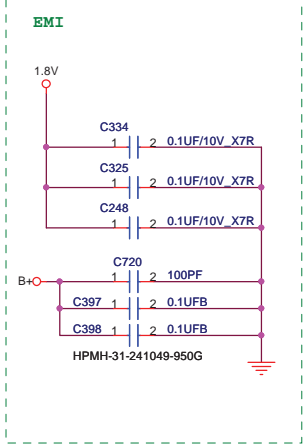 EMI
1.8V
C334
1 2 0.1UF/10V_X7R
C325
1 2 0.1UF/10V_X7R
C248
1 2 0.1UF/10V_X7R
C720
B+ 1 2 100PF
C397 1 2 0.1UFB
C398 1 2 0.1UFB
HPMH-31-241049-950G